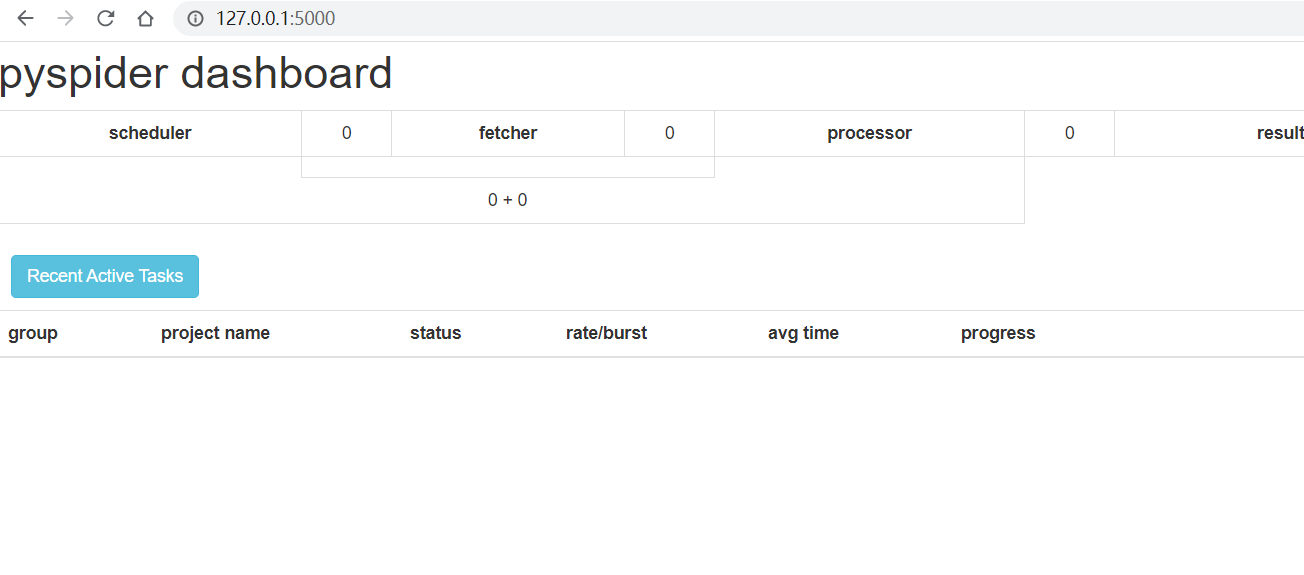 127.0.0.1:5000
pyspider dashboard
scheduler 0 fetcher 0 processor 0 result
0 + 0
Recent Active Tasks
group project name status rate/burst avg time progress